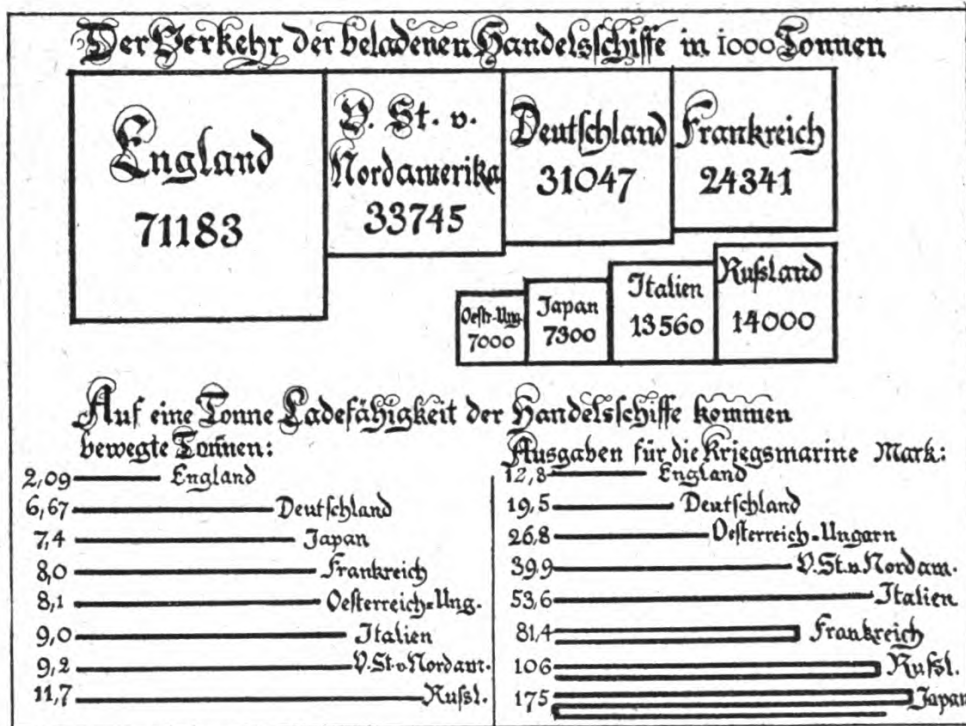 Der Verkehr der beladenen Handelsschiffe in 1000 Tonnen
England
71183
V. St. v.
Nordamerika
33745
Deutschland
31047
Frankreich
24341
Oestr-Ung.
7000
Japan
7300
Italien
13560
Rußland
14000
Auf eine Tonne Ladefähigkeit der Handelsschiffe kommen
bewegte Tonnen:
2,09 England
6,67 Deutschland
7,4 Japan
8,0 Frankreich
8,1 Oesterreich-Ung.
9,0 Italien
9,2 V.St.v.Nordam.
11,7 Russl.
Ausgaben für die Kriegsmarine Mark:
12,8 England
19,5 Deutschland
26,8 Oesterreich-Ungarn
39,9 V.St.v.Nordam.
53,6 Italien
81,4 Frankreich
106 Russl.
175 Japan